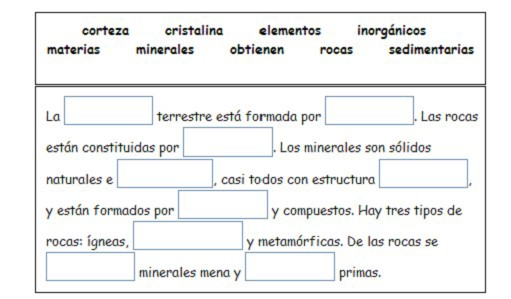 corteza cristalina elementos inorgánicos
materias minerales obtienen rocas sedimentarias
La terrestre está formada por . Las rocas
están constituidas por . Los minerales son sólidos
naturales e , casi todos con estructura ,
y están formados por y compuestos. Hay tres tipos de
rocas: ígneas, y metamórficas. De las rocas se
minerales mena y primas.